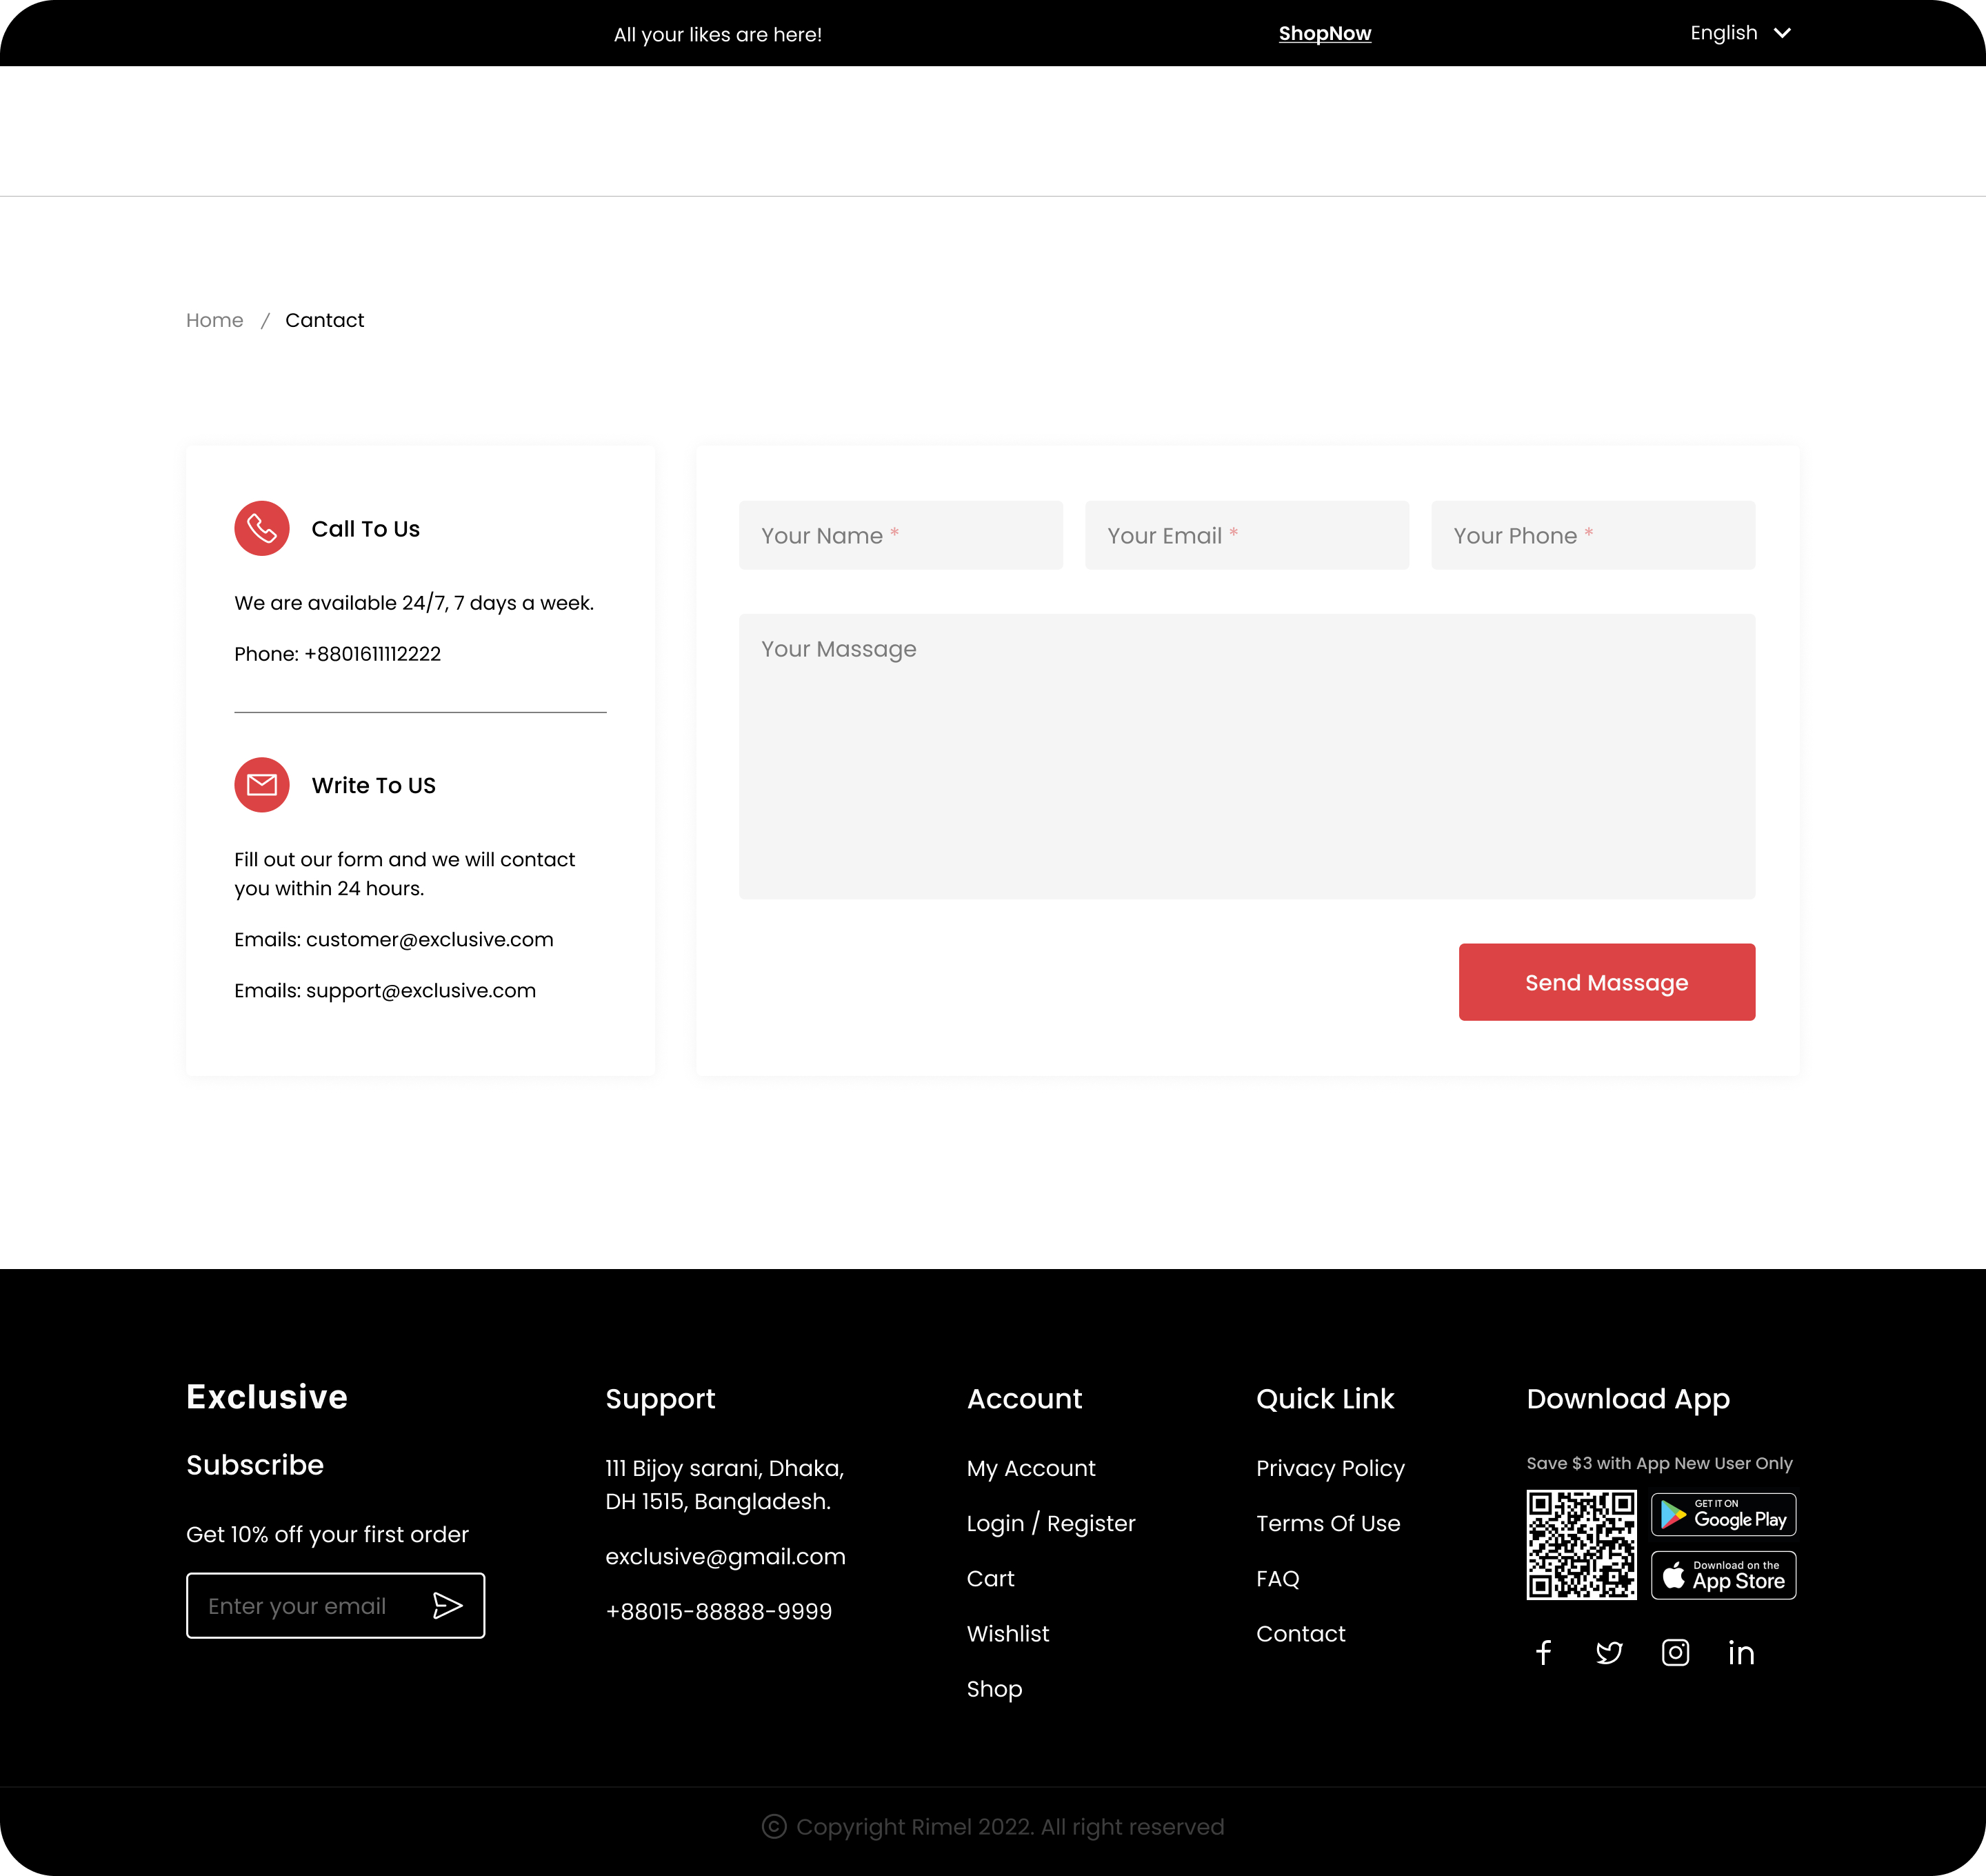 All your likes are here!
ShopNow
English
Home / Cantact
Call To Us
We are available 24/7, 7 days a week.
Phone: +8801611112222
Write To US
Fill out our form and we will contact
you within 24 hours.
Emails: customer@exclusive.com
Emails: support@exclusive.com
Your Name *
Your Email *
Your Phone *
Your Massage
Send Massage
Exclusive
Subscribe
Get 10% off your first order
Enter your email
Support
111 Bijoy sarani, Dhaka,
DH 1515, Bangladesh.
exclusive@gmail.com
+88015-88888-9999
Account
My Account
Login / Register
Cart
Wishlist
Shop
Quick Link
Privacy Policy
Terms Of Use
FAQ
Contact
Download App
Save $3 with App New User Only
GET IT ON
Google Play
Download on the
App Store
© Copyright Rimel 2022. All right reserved